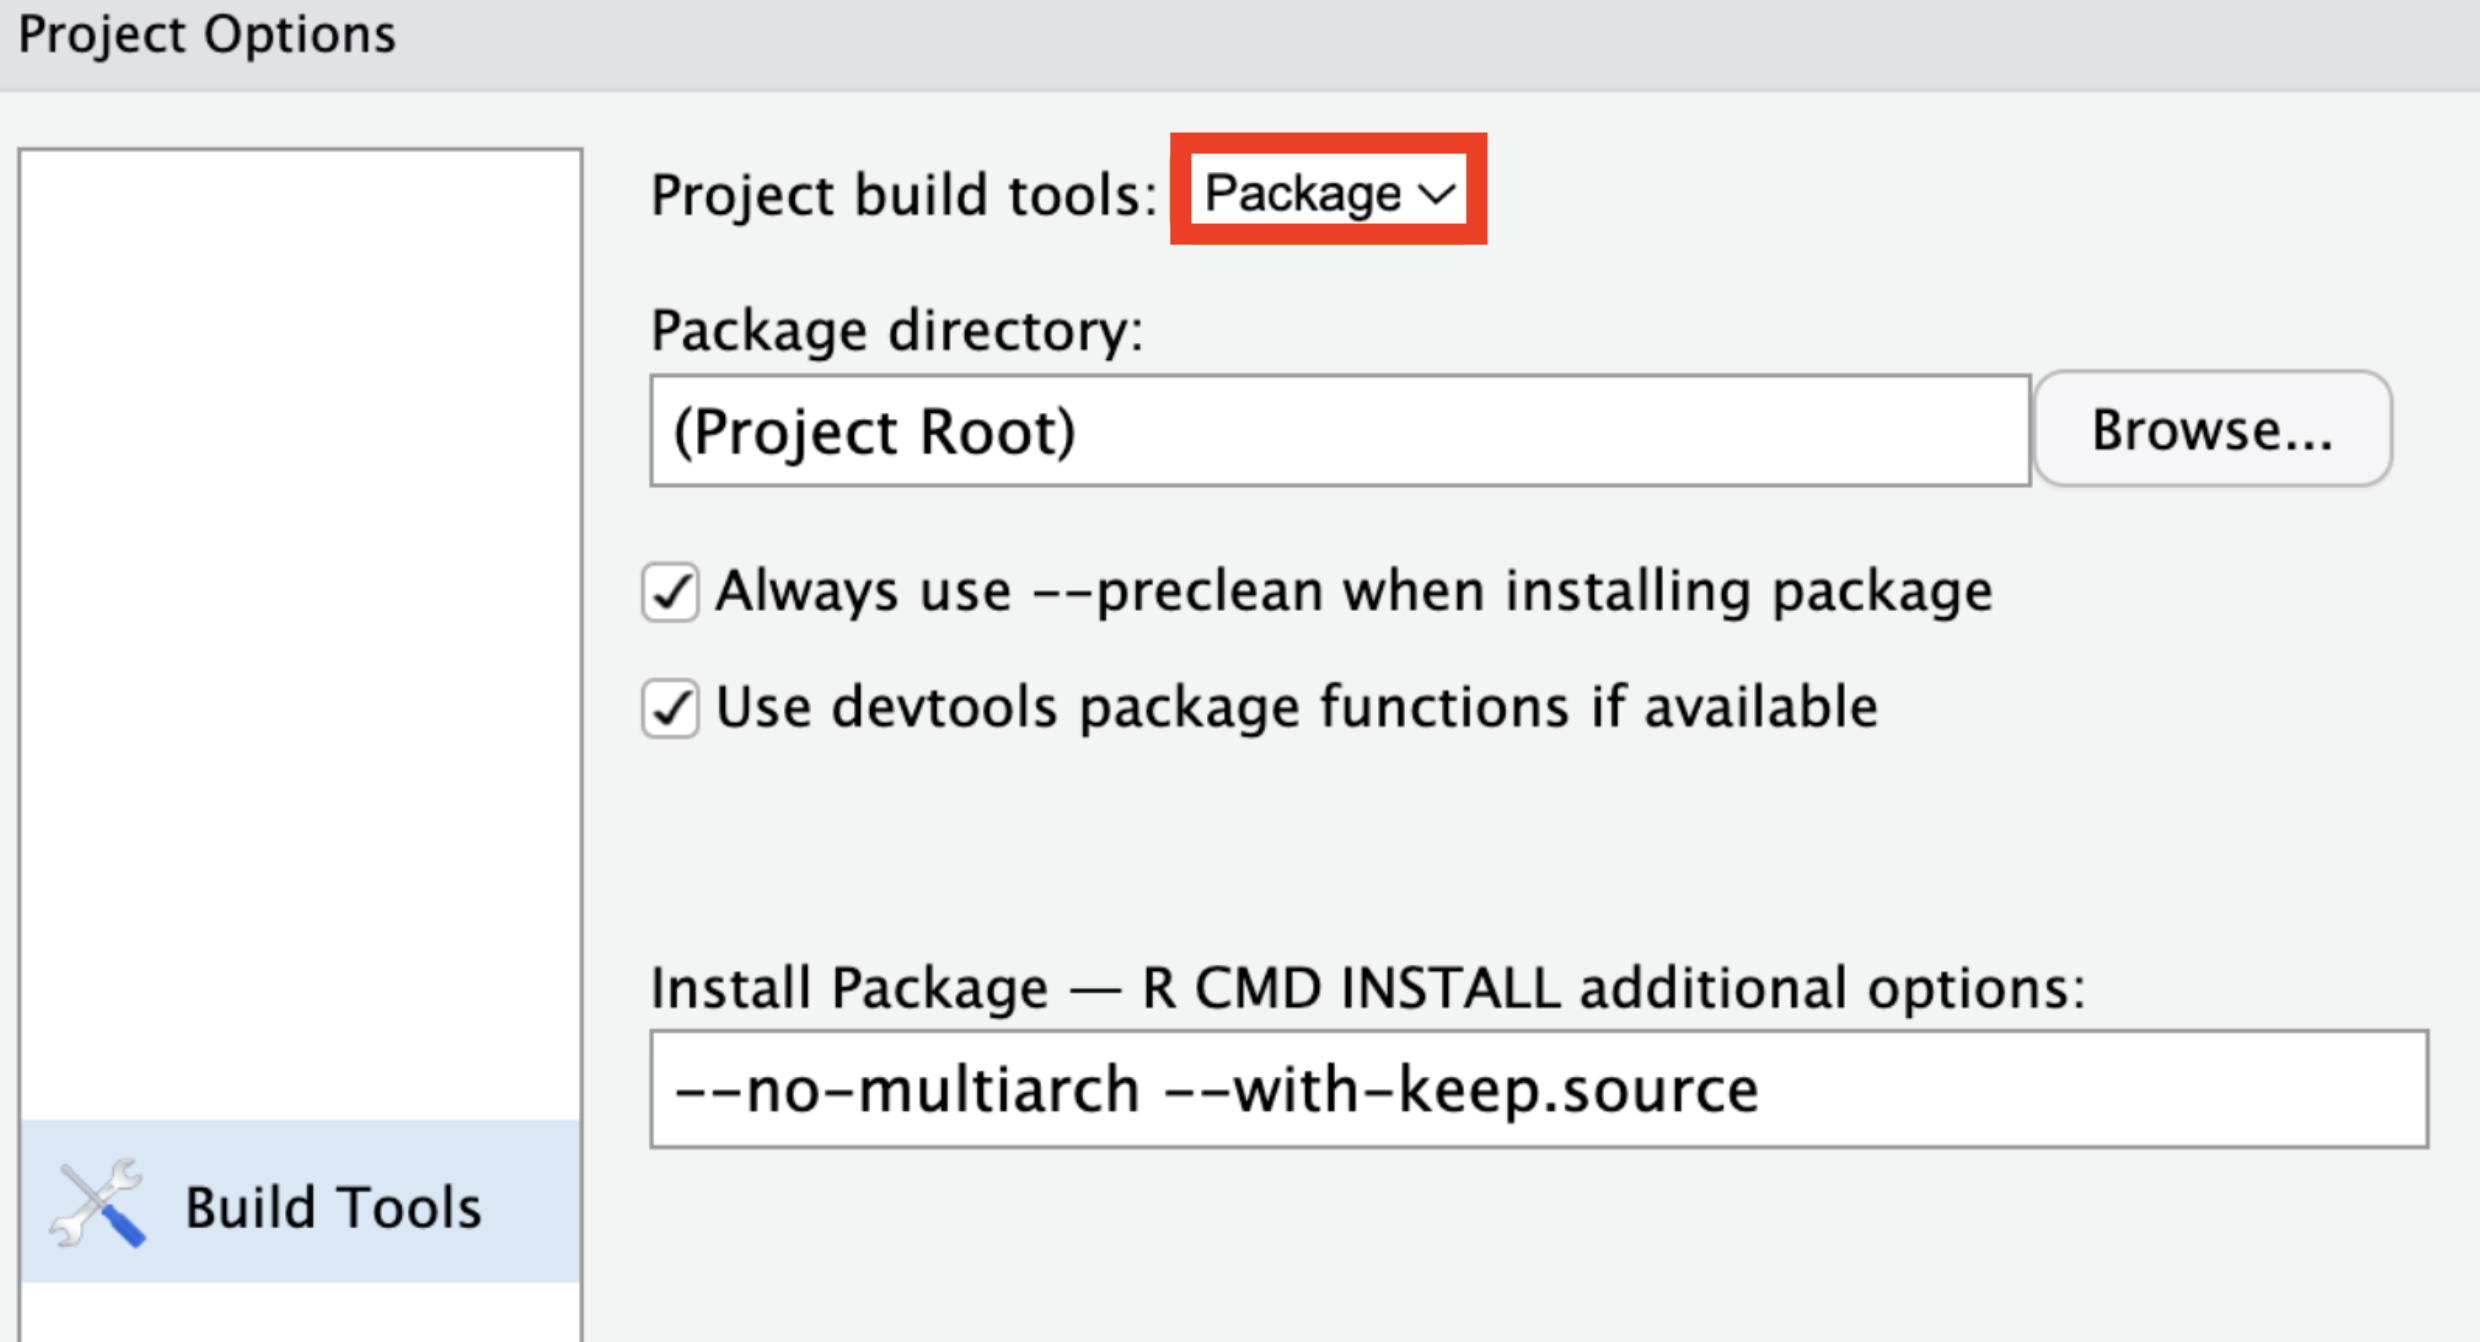 Project Options
Project build tools: Package
Package directory:
(Project Root)
Browse...
Always use --preclean when installing package
Use devtools package functions if available
Install Package — R CMD INSTALL additional options:
--no-multiarch --with-keep.source
Build Tools